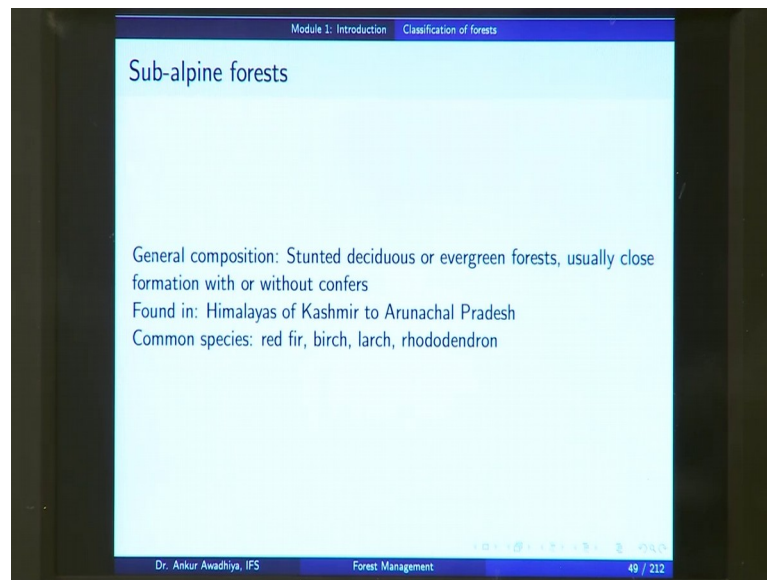 Module 1: Introduction Classification of forests
Sub-alpine forests
General composition: Stunted deciduous or evergreen forests, usually close
formation with or without confers
Found in: Himalayas of Kashmir to Arunachal Pradesh
Common species: red fir, birch, larch, rhododendron
Dr. Ankur Awadhiya, IFS Forest Management 49 / 212